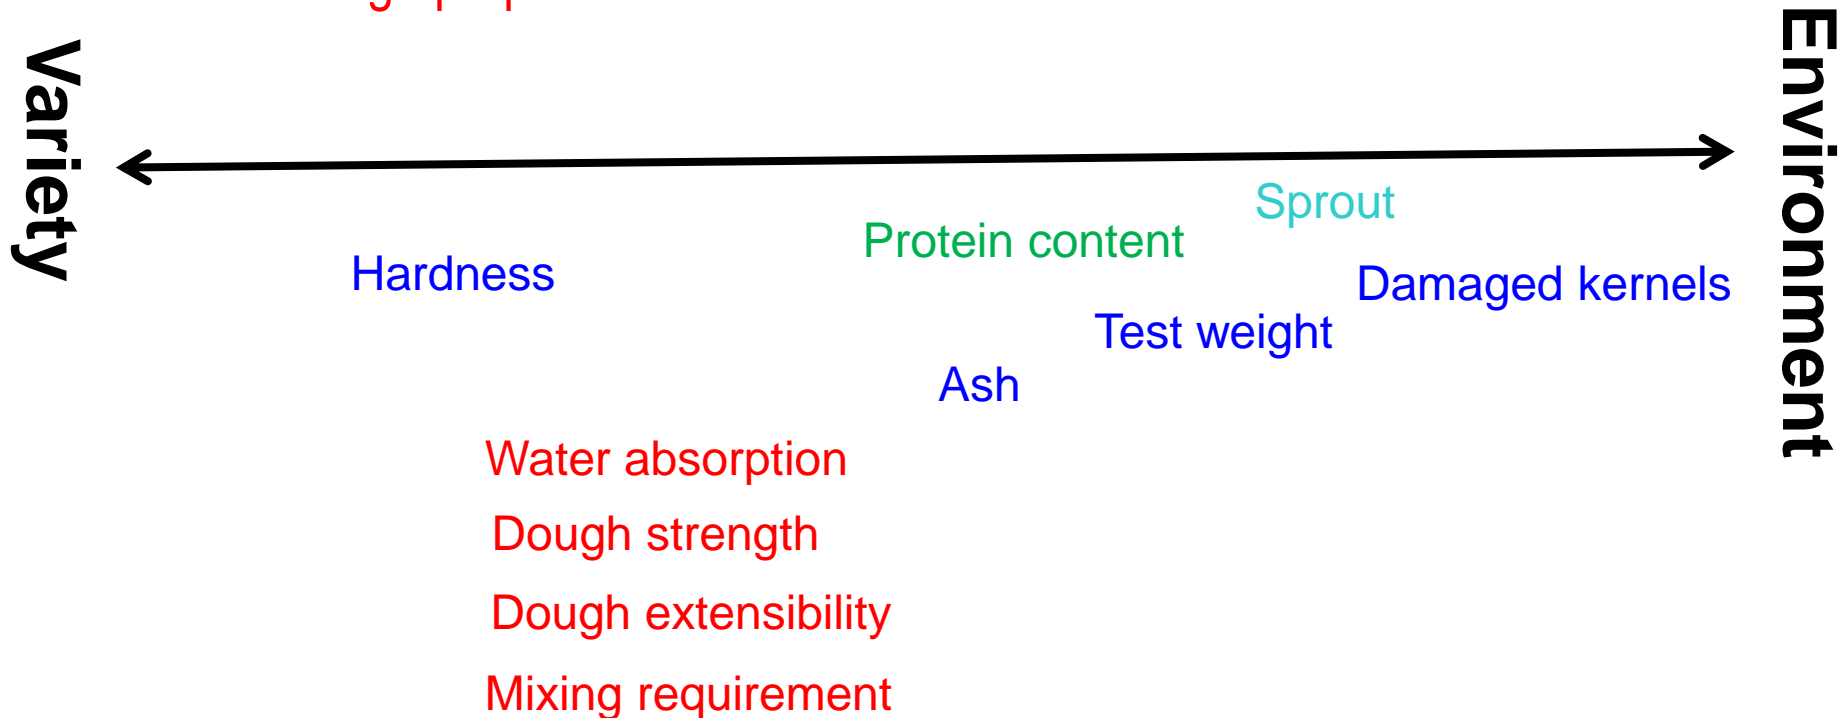 Variety
Environment
Sprout
Protein content
Hardness
Damaged kernels
Test weight
Ash
Water absorption
Dough strength
Dough extensibility
Mixing requirement